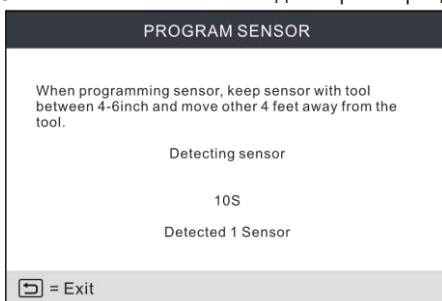 PROGRAM SENSOR
When programming sensor, keep sensor with tool
between 4-6inch and move other 4 feet away from the
tool.
Detecting sensor
10S
Detected 1 Sensor
= Exit